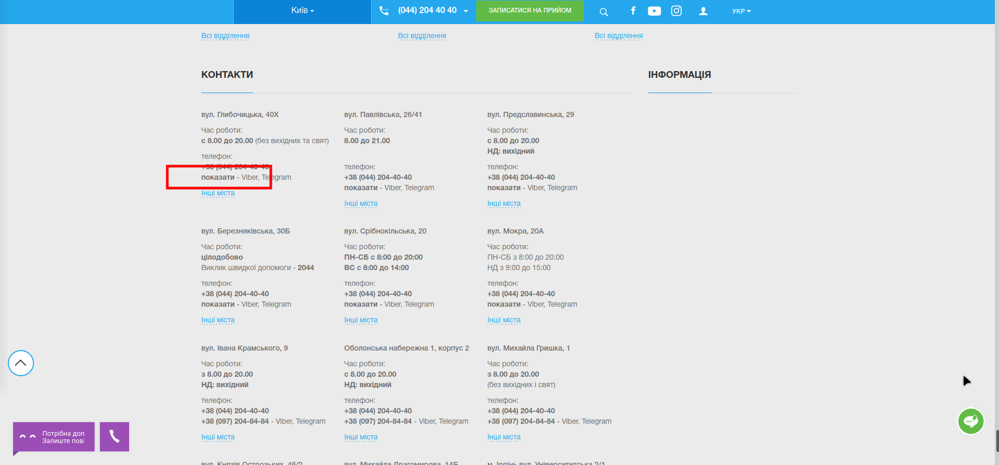 Київ
(044) 204 40 40
ЗАПИСАТИСЯ НА ПРИЙОМ
УКР
Всі відділення
Всі відділення
Всі відділення
КОНТАКТИ
ІНФОРМАЦІЯ
вул. Глибочицька, 40Х
Час роботи:
с 8.00 до 20.00 (без вихідних та свят)
телефон:
+38 (044) 204-40-40
показати - Viber, Telegram
Інші міста
вул. Павлівська, 26/41
Час роботи:
8.00 до 21.00
телефон:
+38 (044) 204-40-40
показати - Viber, Telegram
Інші міста
вул. Предславинська, 29
Час роботи:
с 8.00 до 20.00
НД: вихідний
телефон:
+38 (044) 204-40-40
показати - Viber, Telegram
Інші міста
вул. Березняківська, 30Б
Час роботи:
цілодобово
Виклик швидкої допомоги - 2044
телефон:
+38 (044) 204-40-40
показати - Viber, Telegram
Інші міста
вул. Срібнокільська, 20
Час роботи:
ПН-СБ с 8:00 до 20:00
ВС с 8:00 до 14:00
телефон:
+38 (044) 204-40-40
показати - Viber, Telegram
Інші міста
вул. Мокра, 20А
Час роботи:
ПН-СБ з 8:00 до 20:00
НД з 9:00 до 15:00
телефон:
+38 (044) 204-40-40
показати - Viber, Telegram
Інші міста
вул. Івана Крамського, 9
Час роботи:
з 8.00 до 20.00
НД: вихідний
телефон:
+38 (044) 204-40-40
+38 (097) 204-84-84 - Viber, Telegram
Інші міста
Оболонська набережна 1, корпус 2
Час роботи:
с 8.00 до 20.00
НД: вихідний
телефон:
+38 (044) 204-40-40
+38 (097) 204-84-84 - Viber, Telegram
Інші міста
вул. Михайла Гришка, 1
Час роботи:
з 8.00 до 20.00
(без вихідних і свят)
телефон:
+38 (044) 204-40-40
+38 (097) 204-84-84 - Viber, Telegram
Інші міста
Потрібна доп
Залиште пові
вул. Князів Острозьких, 46/2
вул. Михайла Драгомирова, 14Б
м. Ірпінь вул. Університетська 2/1